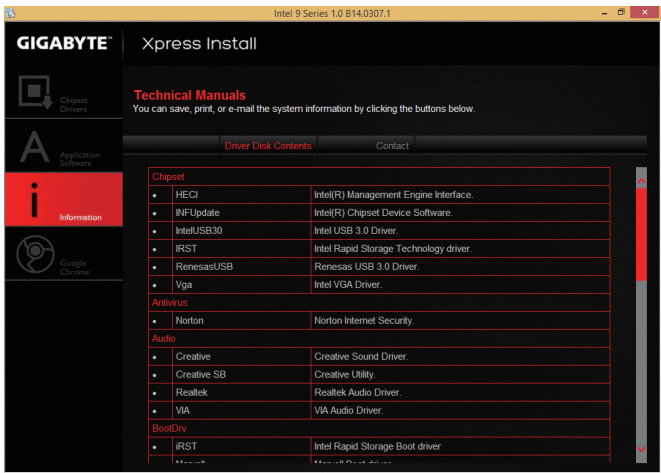 Intel 9 Series 1.0 B14.0307.1
GIGABYTE™
Xpress Install
Chipset
Drivers
Application
Software
Information
Google
Chrome
Technical Manuals
You can save, print, or e-mail the system information by clicking the buttons below.
Driver Disk Contents Contact
Chipset
• HECI Intel(R) Management Engine Interface.
• INFUpdate Intel(R) Chipset Device Software.
• IntelUSB30 Intel USB 3.0 Driver.
• IRST Intel Rapid Storage Technology driver.
• RenesasUSB Renesas USB 3.0 Driver.
• Vga Intel VGA Driver.
Antivirus
• Norton Norton Internet Security.
Audio
• Creative Creative Sound Driver.
• Creative SB Creative Utility.
• Realtek Realtek Audio Driver.
• VIA VIA Audio Driver.
BootDrv
• iRST Intel Rapid Storage Boot driver